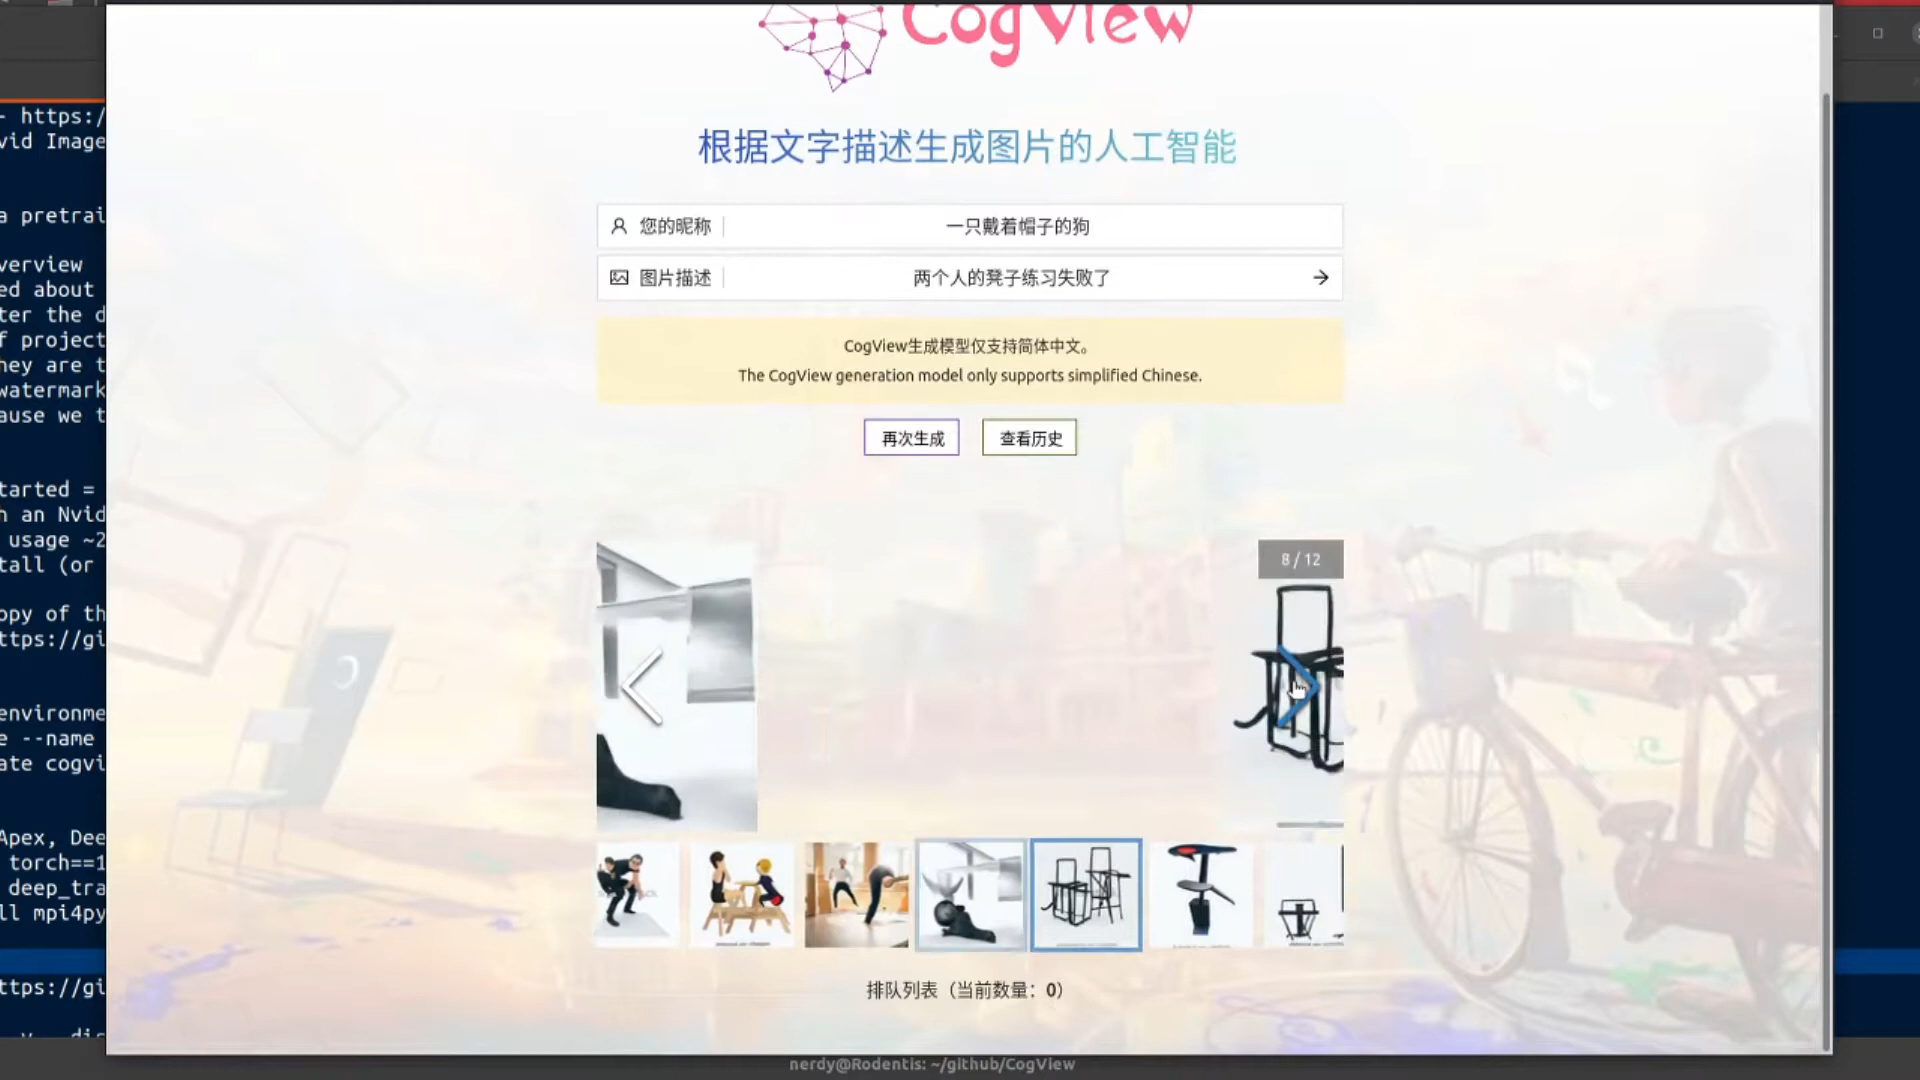 CogView
根据文字描述生成图片的人工智能
您的昵称 一只戴着帽子的狗
图片描述 两个人的凳子练习失败了
CogView生成模型仅支持简体中文。
The CogView generation model only supports simplified Chinese.
再次生成 查看历史
8 / 12
排队列表（当前数量：0）
- https:/
vid Image
a pretrai
verview
ed about
ter the d
f project
hey are t
watermark
ause we t
tarted =
h an Nvid
usage ~2
tall (or
opy of th
ttps://gi
environme
e --name
ate cogvi
Apex, Dee
torch==1
deep_tra
ll mpi4py
ttps://gi
nerdy@Rodentis: ~/github/CogView